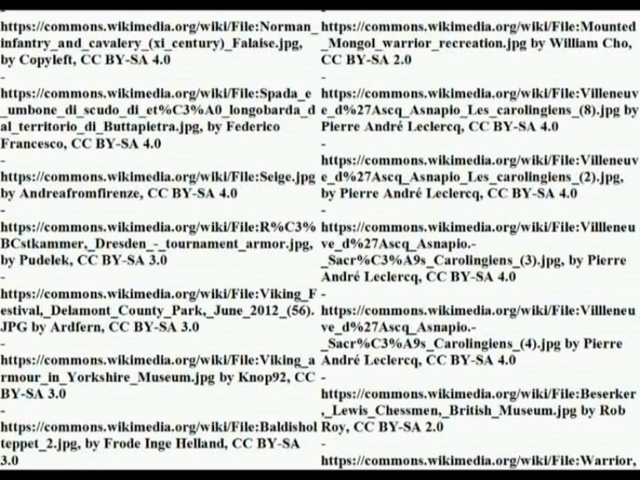 -
https://commons.wikimedia.org/wiki/File:Norman_
infantry_and_cavalery_(xi_century)_Falaise.jpg,
by Copyleft, CC BY-SA 4.0
-
https://commons.wikimedia.org/wiki/File:Spada_e
_umbone_di_scudo_di_et%C3%A0_longobarda_d
al_territorio_di_Buttapietra.jpg, by Federico
Francesco, CC BY-SA 4.0
-
https://commons.wikimedia.org/wiki/File:Seige.jpg
by Andreafromfirenze, CC BY-SA 4.0
-
https://commons.wikimedia.org/wiki/File:R%C3%
BCstkammer,_Dresden_-_tournament_armor.jpg,
by Pudelek, CC BY-SA 3.0
-
https://commons.wikimedia.org/wiki/File:Viking_F
estival,_Delamont_County_Park,_June_2012_(56).
JPG by Ardfern, CC BY-SA 3.0
-
https://commons.wikimedia.org/wiki/File:Viking_a
rmour_in_Yorkshire_Museum.jpg by Knop92, CC
BY-SA 3.0
-
https://commons.wikimedia.org/wiki/File:Baldishol
teppet_2.jpg, by Frode Inge Helland, CC BY-SA
3.0
-
https://commons.wikimedia.org/wiki/File:Mounted
_Mongol_warrior_recreation.jpg by William Cho,
CC BY-SA 2.0
-
https://commons.wikimedia.org/wiki/File:Villeneuv
e_d%27Ascq_Asnapio_Les_carolingiens_(8).jpg by
Pierre André Leclercq, CC BY-SA 4.0
-
https://commons.wikimedia.org/wiki/File:Villeneuv
e_d%27Ascq_Asnapio_Les_carolingiens_(2).jpg,
by Pierre André Leclercq, CC BY-SA 4.0
-
https://commons.wikimedia.org/wiki/File:Villleneu
ve_d%27Ascq_Asnapio.-
_Sacr%C3%A9s_Carolingiens_(3).jpg, by Pierre
André Leclercq, CC BY-SA 4.0
-
https://commons.wikimedia.org/wiki/File:Villleneu
ve_d%27Ascq_Asnapio.-
_Sacr%C3%A9s_Carolingiens_(4).jpg by Pierre
André Leclercq, CC BY-SA 4.0
-
https://commons.wikimedia.org/wiki/File:Beserker
,_Lewis_Chessmen,_British_Museum.jpg by Rob
Roy, CC BY-SA 2.0
-
https://commons.wikimedia.org/wiki/File:Warrior,